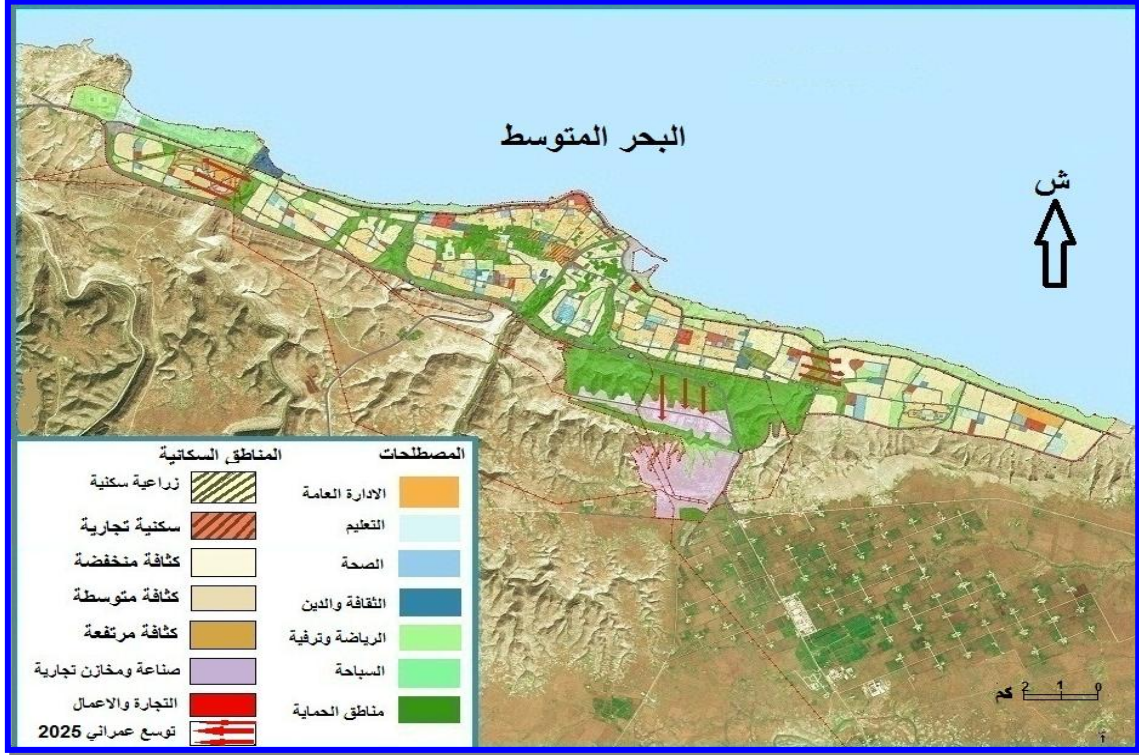 البحر المتوسط
ش
المصطلحات
الادارة العامة
التعليم
الصحة
الثقافة والدين
الرياضة وترفية
السياحة
مناطق الحماية
المناطق السكانية
زراعية سكنية
سكنية تجارية
كثافة منخفضة
كثافة متوسطة
كثافة مرتفعة
صناعة ومخازن تجارية
التجارة والاعمال
توسع عمراني 2025
كم 2 1 0